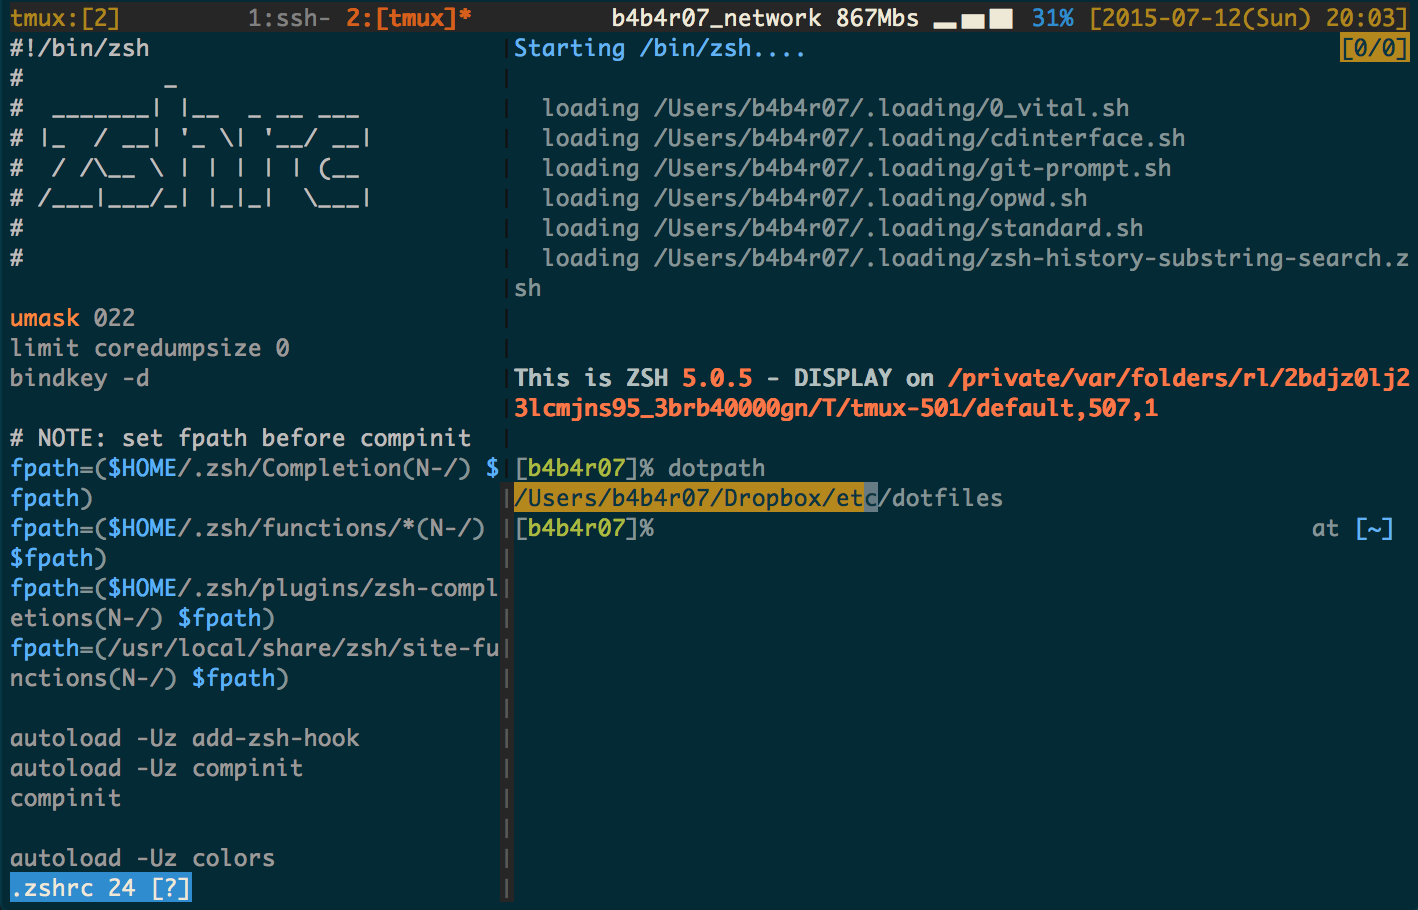 tmux:[2] 1:ssh- 2:[tmux]* b4b4r07_network 867Mbs 31% [2015-07-12(Sun) 20:03]
#!/bin/zsh
#           _
#  _______| |__  _ __ ___
# |_  / __| '_ \| '__/ __|
#  / /\__ \ | | | | | (__
# /___|___/_| |_|_|  \___|
#
#
umask 022
limit coredumpsize 0
bindkey -d
# NOTE: set fpath before compinit
fpath=($HOME/.zsh/Completion(N-/) $
fpath)
fpath=($HOME/.zsh/functions/*(N-/)
$fpath)
fpath=($HOME/.zsh/plugins/zsh-compl
etions(N-/) $fpath)
fpath=(/usr/local/share/zsh/site-fu
nctions(N-/) $fpath)
autoload -Uz add-zsh-hook
autoload -Uz compinit
compinit
autoload -Uz colors
.zshrc 24 [?]
Starting /bin/zsh.... [0/0]
loading /Users/b4b4r07/.loading/0_vital.sh
loading /Users/b4b4r07/.loading/cdinterface.sh
loading /Users/b4b4r07/.loading/git-prompt.sh
loading /Users/b4b4r07/.loading/opwd.sh
loading /Users/b4b4r07/.loading/standard.sh
loading /Users/b4b4r07/.loading/zsh-history-substring-search.z
sh
This is ZSH 5.0.5 - DISPLAY on /private/var/folders/rl/2bdjz0lj2
3lcmjns95_3brb40000gn/T/tmux-501/default,507,1
[b4b4r07]% dotpath
/Users/b4b4r07/Dropbox/etc/dotfiles
[b4b4r07]% at [~]